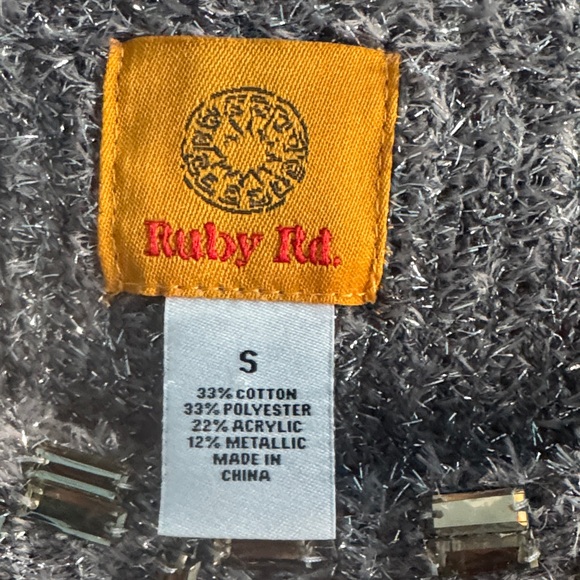 Ruby Rd.
S
33% COTTON
33% POLYESTER
22% ACRYLIC
12% METALLIC
MADE IN
CHINA